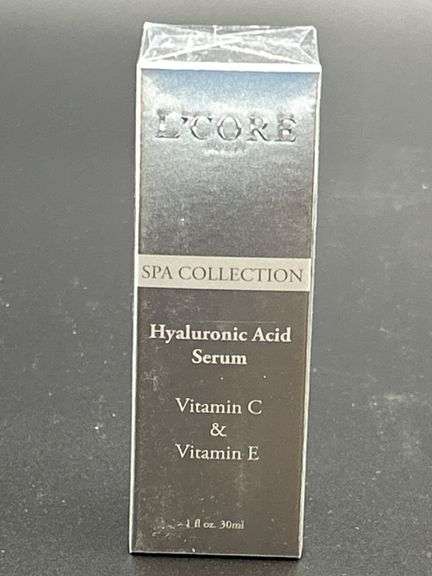 L'CORE
SPA COLLECTION
Hyaluronic Acid
Serum
Vitamin C
&
Vitamin E
1 fl oz. 30ml